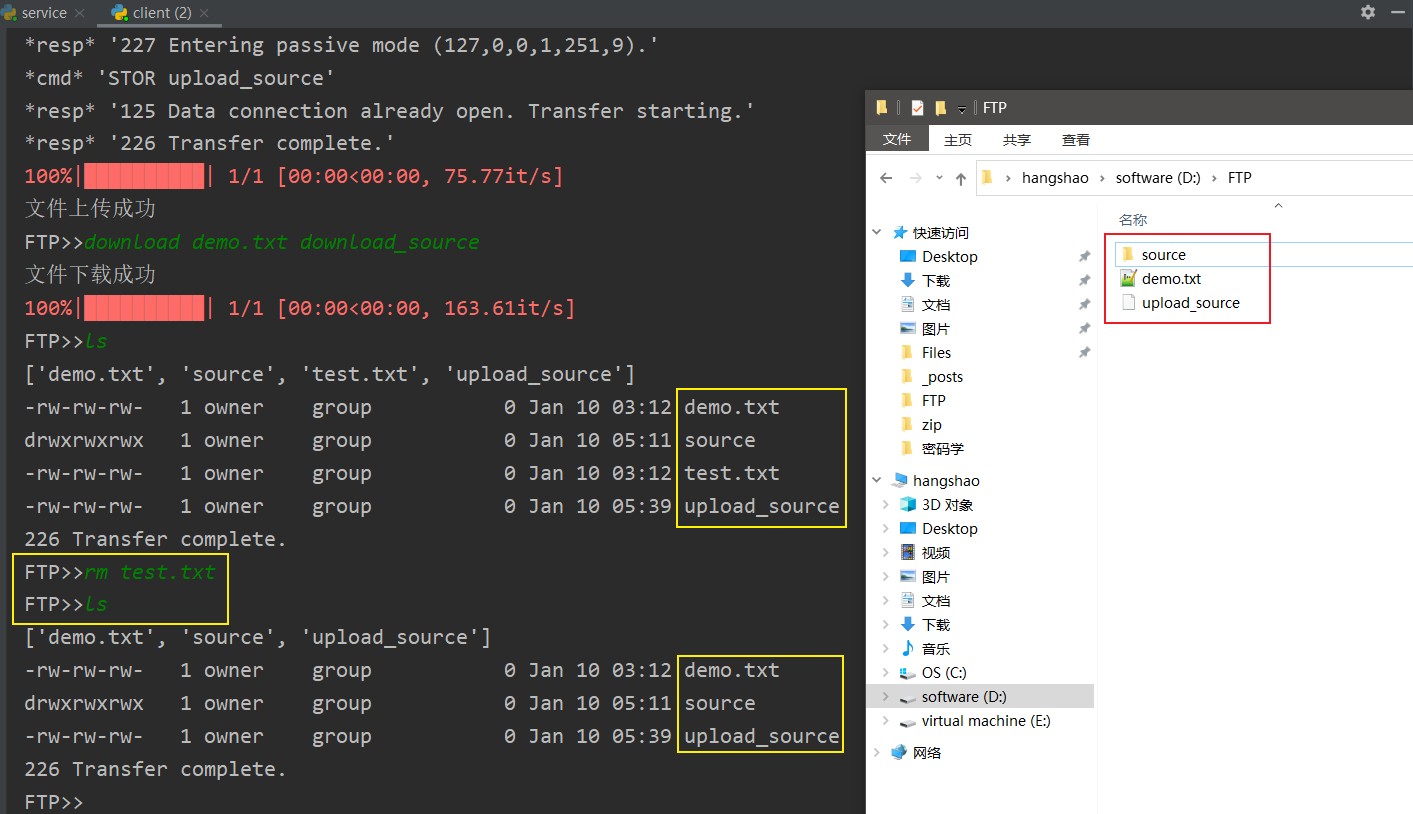 service
client (2)
*resp* '227 Entering passive mode (127,0,0,1,251,9).'
*cmd* 'STOR upload_source'
*resp* '125 Data connection already open. Transfer starting.'
*resp* '226 Transfer complete.'
100%|██████████| 1/1 [00:00<00:00, 75.77it/s]
文件上传成功
FTP>>download demo.txt download_source
文件下载成功
100%|██████████| 1/1 [00:00<00:00, 163.61it/s]
FTP>>ls
['demo.txt', 'source', 'test.txt', 'upload_source']
-rw-rw-rw-   1 owner    group           0 Jan 10 03:12 demo.txt
drwxrwxrwx   1 owner    group           0 Jan 10 05:11 source
-rw-rw-rw-   1 owner    group           0 Jan 10 03:12 test.txt
-rw-rw-rw-   1 owner    group           0 Jan 10 05:39 upload_source
226 Transfer complete.
FTP>>rm test.txt
FTP>>ls
['demo.txt', 'source', 'upload_source']
-rw-rw-rw-   1 owner    group           0 Jan 10 03:12 demo.txt
drwxrwxrwx   1 owner    group           0 Jan 10 05:11 source
-rw-rw-rw-   1 owner    group           0 Jan 10 05:39 upload_source
226 Transfer complete.
FTP>>
FTP
文件 主页 共享 查看
hangshao › software (D:) › FTP
名称
source
demo.txt
upload_source
快速访问
Desktop
下载
文档
图片
Files
_posts
FTP
zip
密码学
hangshao
3D 对象
Desktop
视频
图片
文档
下载
音乐
OS (C:)
software (D:)
virtual machine (E:)
网络